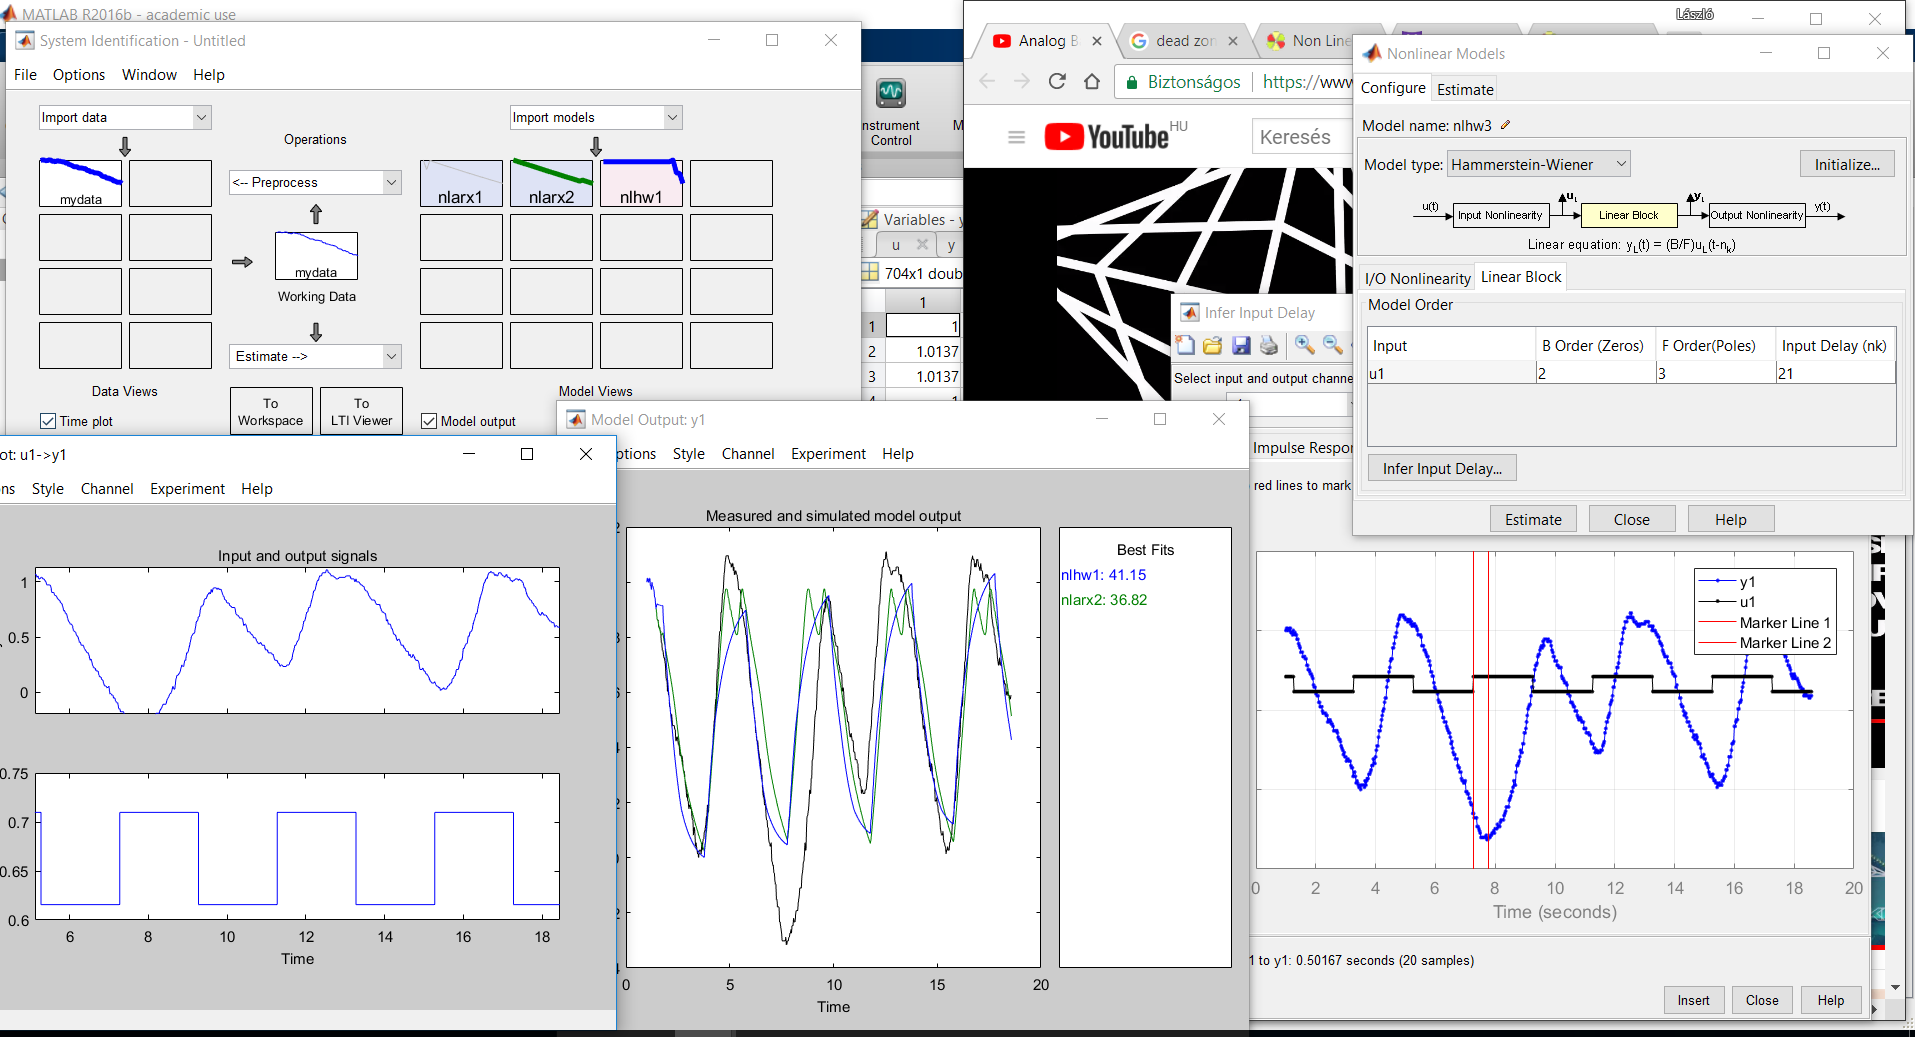 MATLAB R2016b - academic use
System Identification - Untitled
File Options Window Help
Import data
Import models
Operations
mydata
<-- Preprocess
nlarx1
nlarx2
nlhw1
mydata
Working Data
Estimate -->
Data Views
To Workspace
To LTI Viewer
Model Views
Time plot
Model output
Instrument
Control
Variables - y
u
y
704x1 doub
1
1 1
2 1.0137
3 1.0137
László
Analog B
dead zon
Non Line
Biztonságos
https://www
YouTube HU
Keresés
Infer Input Delay
Select input and output channe
Impulse Respor
red lines to mark
Nonlinear Models
Configure Estimate
Model name: nlhw3
Model type: Hammerstein-Wiener
Initialize...
u(t)
Input Nonlinearity
uL
Linear Block
yL
Output Nonlinearity
y(t)
Linear equation: yL(t) = (B/F)uL(t-nk)
I/O Nonlinearity Linear Block
Model Order
Input B Order (Zeros) F Order(Poles) Input Delay (nk)
u1 2 3 21
Infer Input Delay...
Estimate Close Help
ot: u1->y1
ns Style Channel Experiment Help
Input and output signals
1
0.5
0
0.75
0.7
0.65
0.6
6 8 10 12 14 16 18
Time
Model Output: y1
ptions Style Channel Experiment Help
Measured and simulated model output
0 5 10 15 20
Time
Best Fits
nlhw1: 41.15
nlarx2: 36.82
y1
u1
Marker Line 1
Marker Line 2
0 2 4 6 8 10 12 14 16 18 20
Time (seconds)
1 to y1: 0.50167 seconds (20 samples)
Insert Close Help